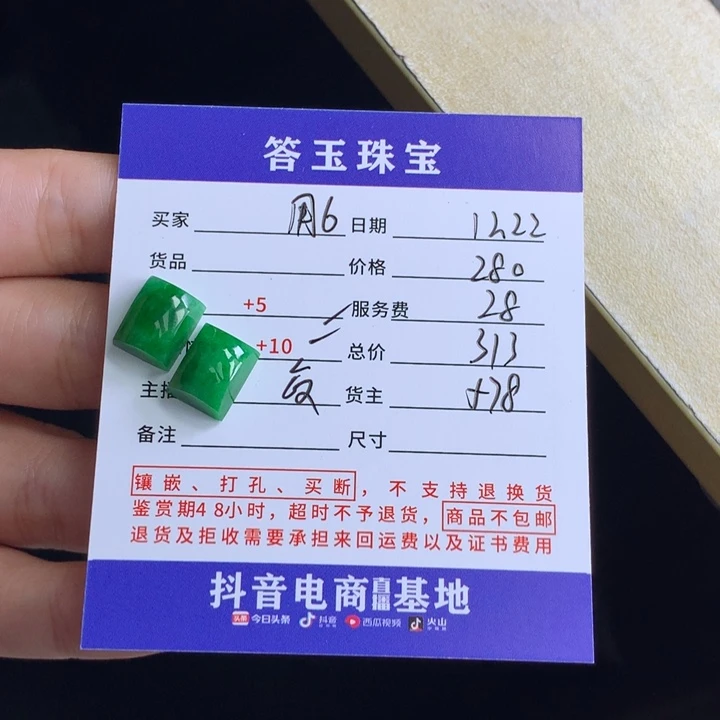 答玉珠宝
买家 用6 日期 1222
货品 价格 280
+5 服务费 28
+10 总价 313
主播 货主 +78
备注 尺寸
镶嵌、打孔、买断，不支持退换货
鉴赏期48小时，超时不予退货，商品不包邮
退货及拒收需要承担来回运费以及证书费用
抖音电商直播基地
头条 今日头条 抖音 西瓜视频 火山